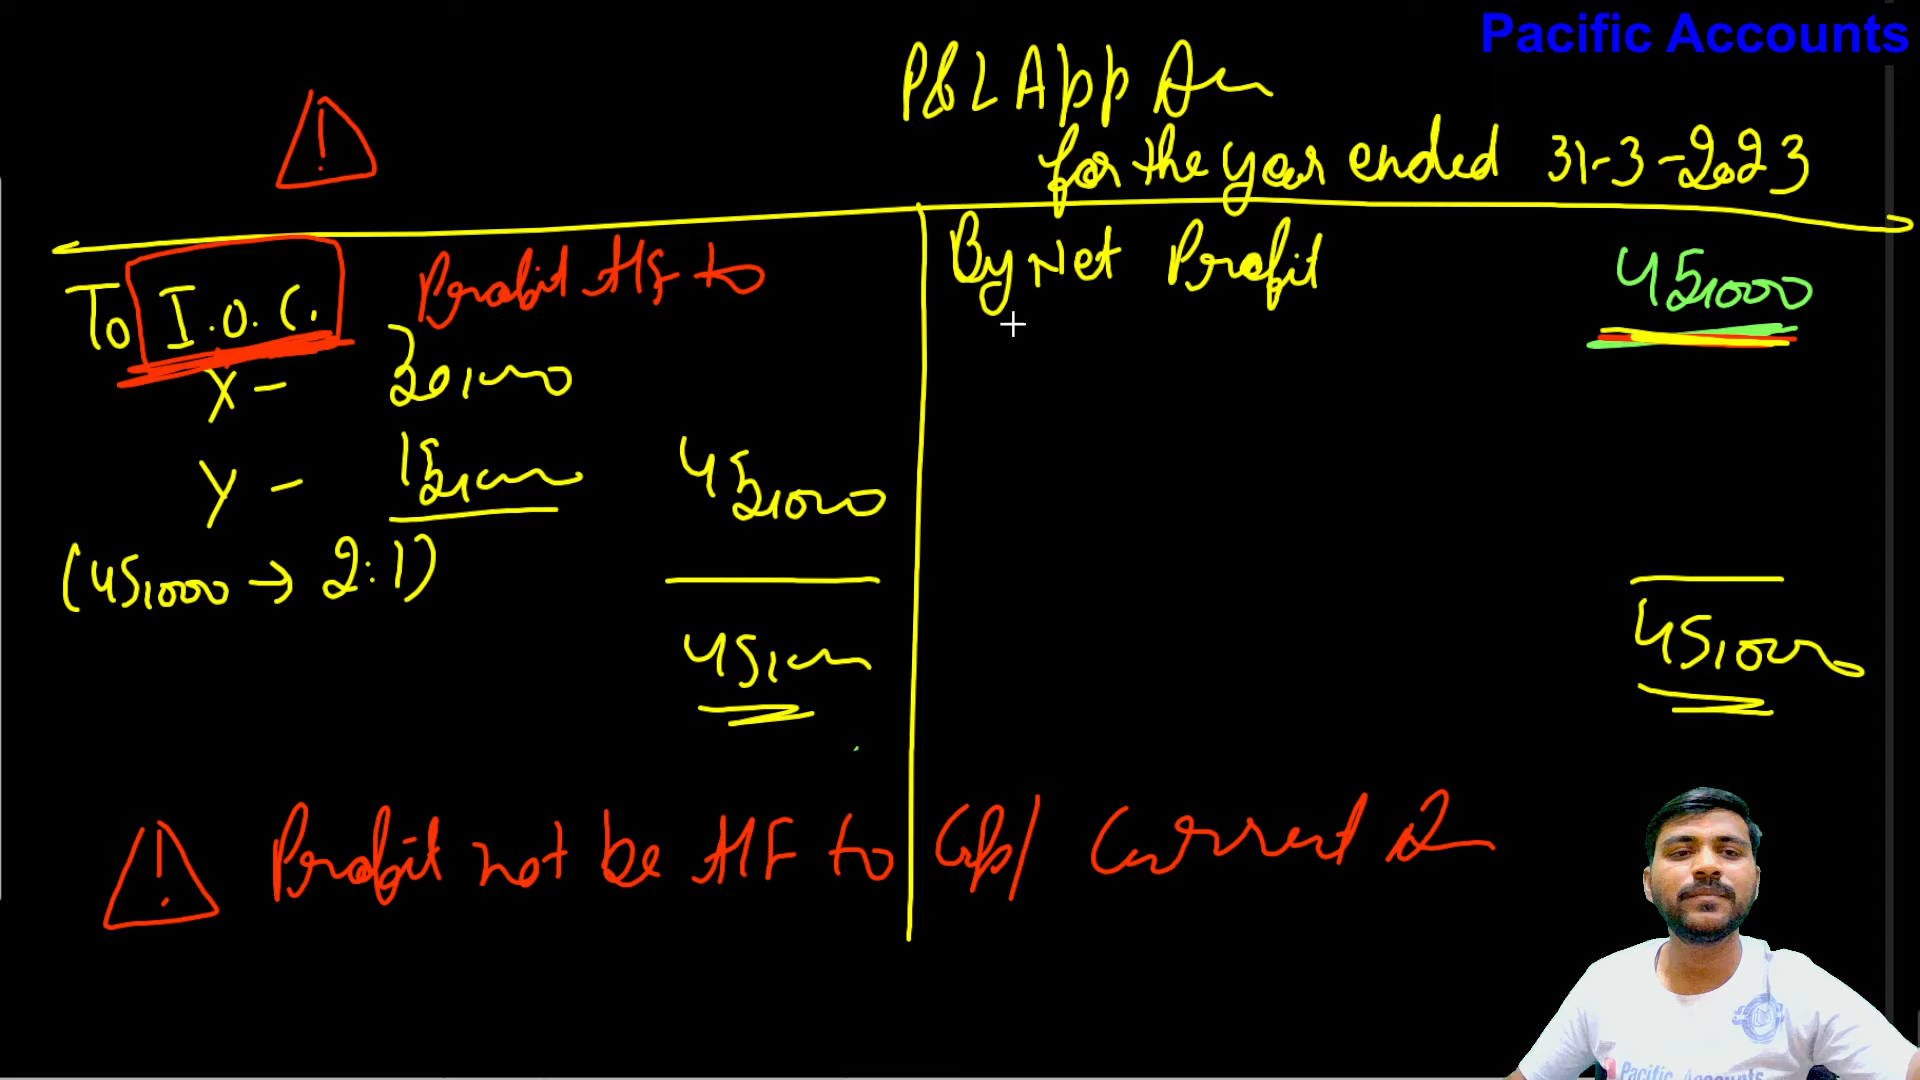 Pacific Accounts
P&L App A/c
for the year ended 31-3-2023
To I.O.C. Profit t/f to
By Net Profit 45,000
X - 30,000
Y - 15,000 45,000
(45,000 → 2:1)
45,000 45,000
Profit not be t/f to Cap/ Current A/c
Pacific Accounts